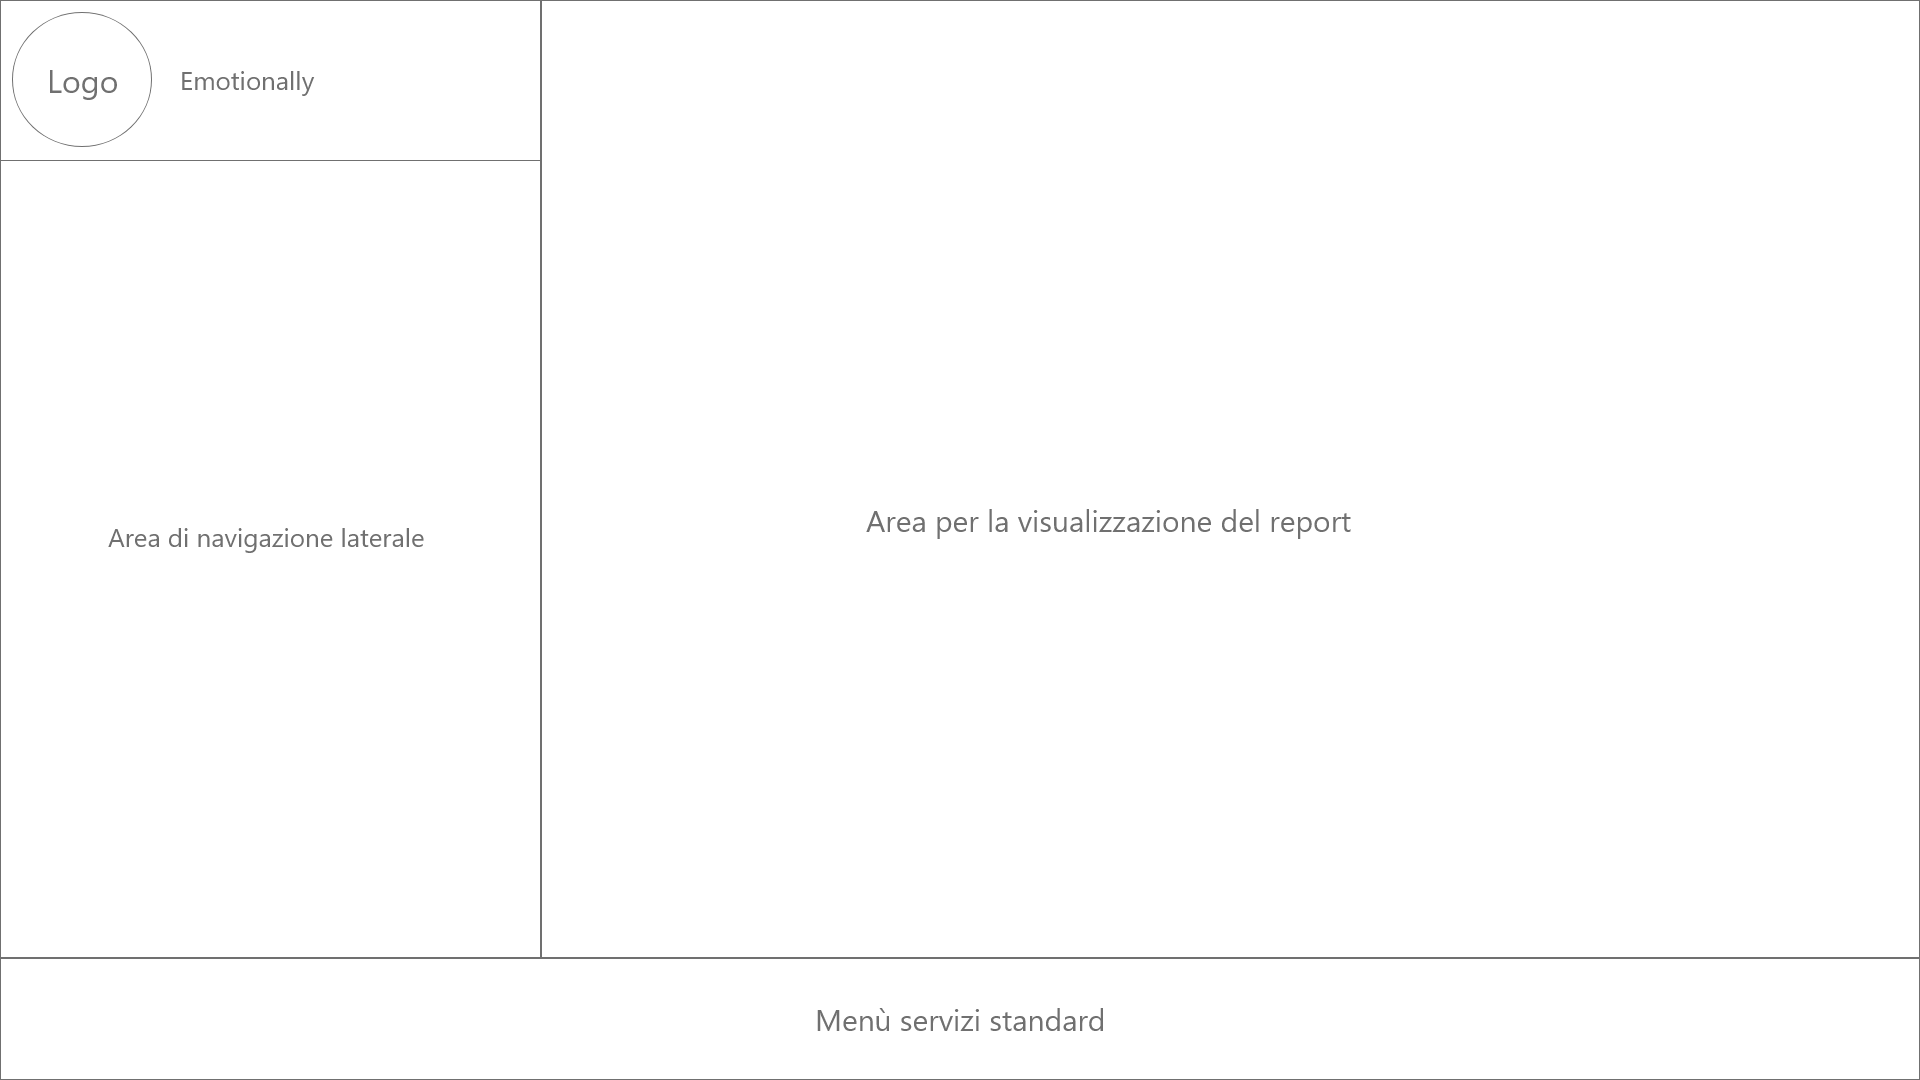 Logo
Emotionally
Area di navigazione laterale
Area per la visualizzazione del report
Menù servizi standard